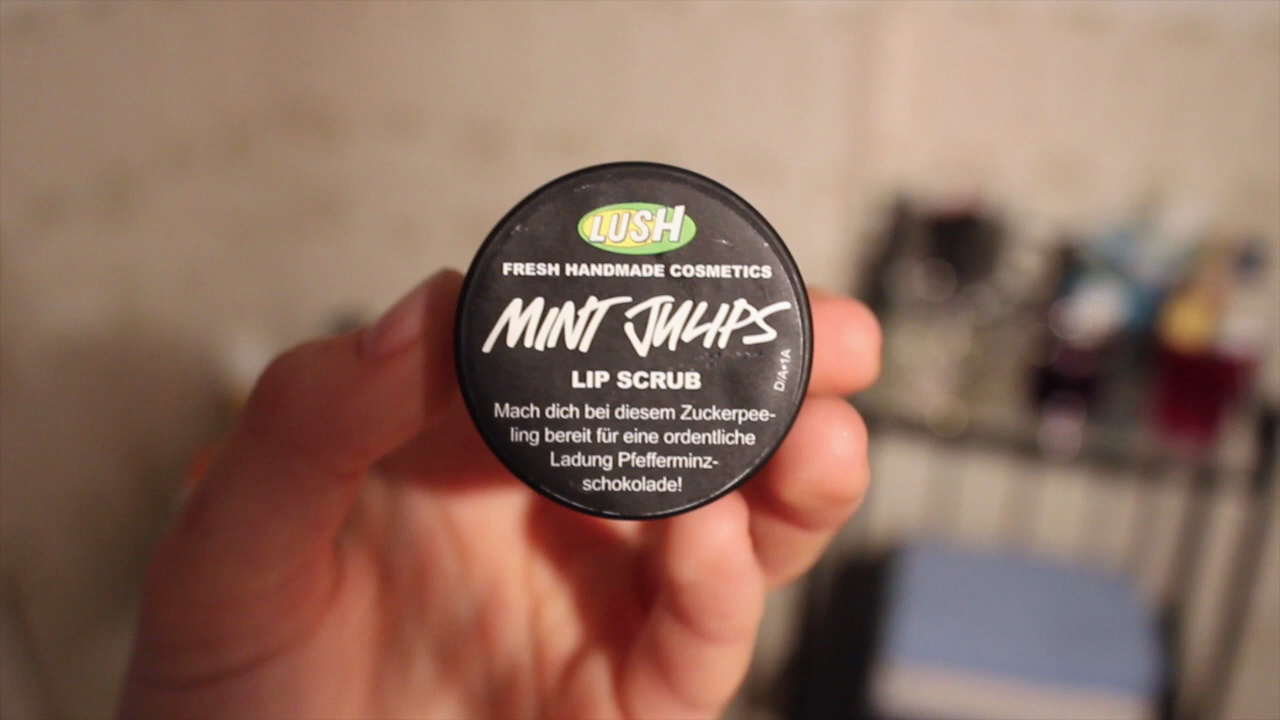 LUSH
FRESH HANDMADE COSMETICS
MINT JULIPS
D/A•1A
LIP SCRUB
Mach dich bei diesem Zuckerpee-
ling bereit für eine ordentliche
Ladung Pfefferminz-
schokolade!